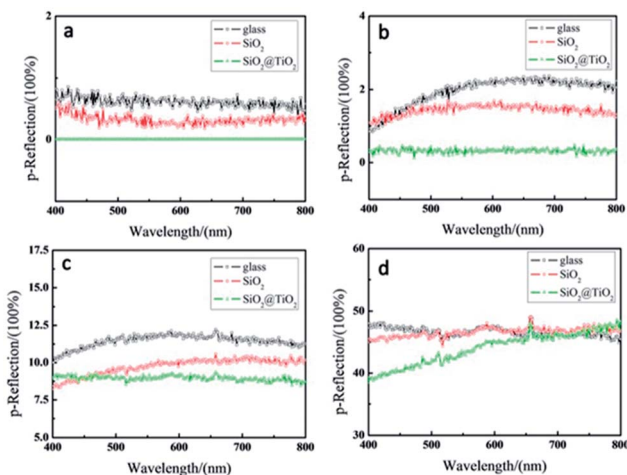 a
glass
SiO2
SiO2@TiO2
2
0
p-Reflection/(100%)
400 500 600 700 800
Wavelength/(nm)
b
glass
SiO2
SiO2@TiO2
4
2
0
p-Reflection/(100%)
400 500 600 700 800
Wavelength/(nm)
c
glass
SiO2
SiO2@TiO2
17.5
15.0
12.5
10.0
7.5
5.0
p-Reflection/(100%)
400 500 600 700 800
Wavelength/(nm)
d
glass
SiO2
SiO2@TiO2
60
50
40
30
p-Reflection/(100%)
400 500 600 700 800
Wavelength/(nm)